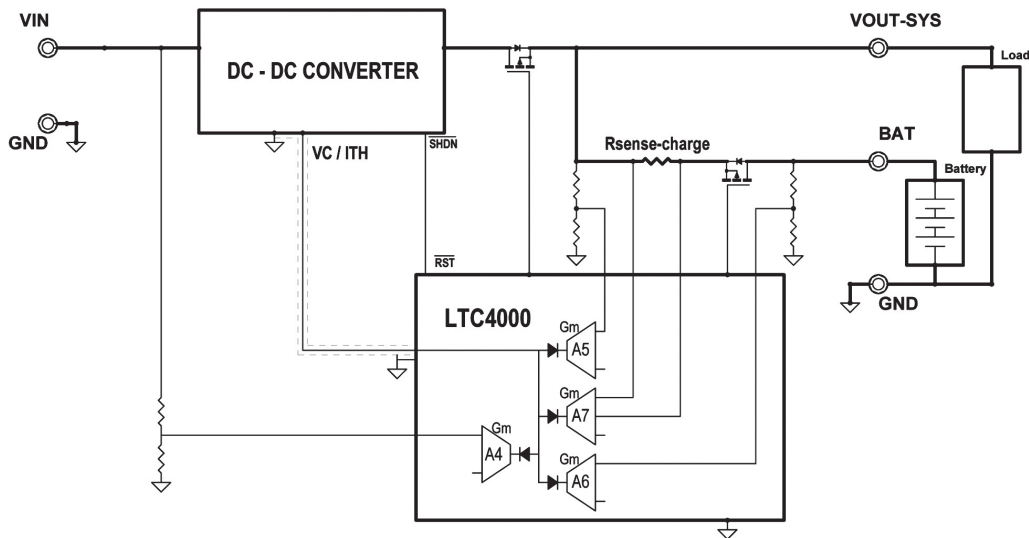 VIN
VOUT-SYS
Load
DC - DC CONVERTER
GND
VC / ITH
SHDN
Rsense-charge
BAT
Battery
RST
GND
LTC4000
Gm
A5
Gm
A7
Gm
A4
Gm
A6